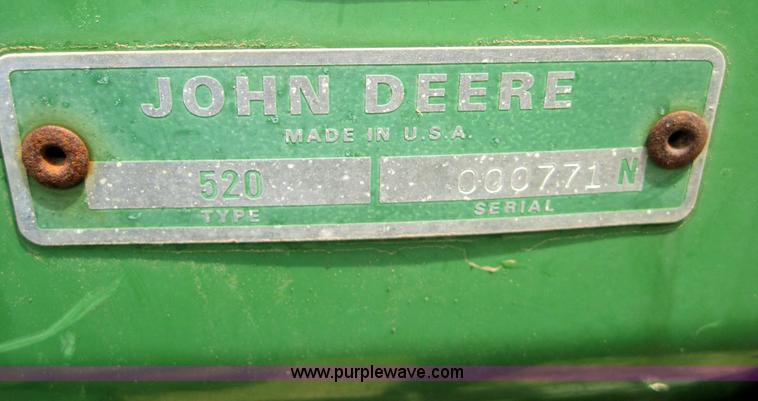 JOHN DEERE
MADE IN U.S.A.
520 000771 N
TYPE SERIAL
www.purplewave.com